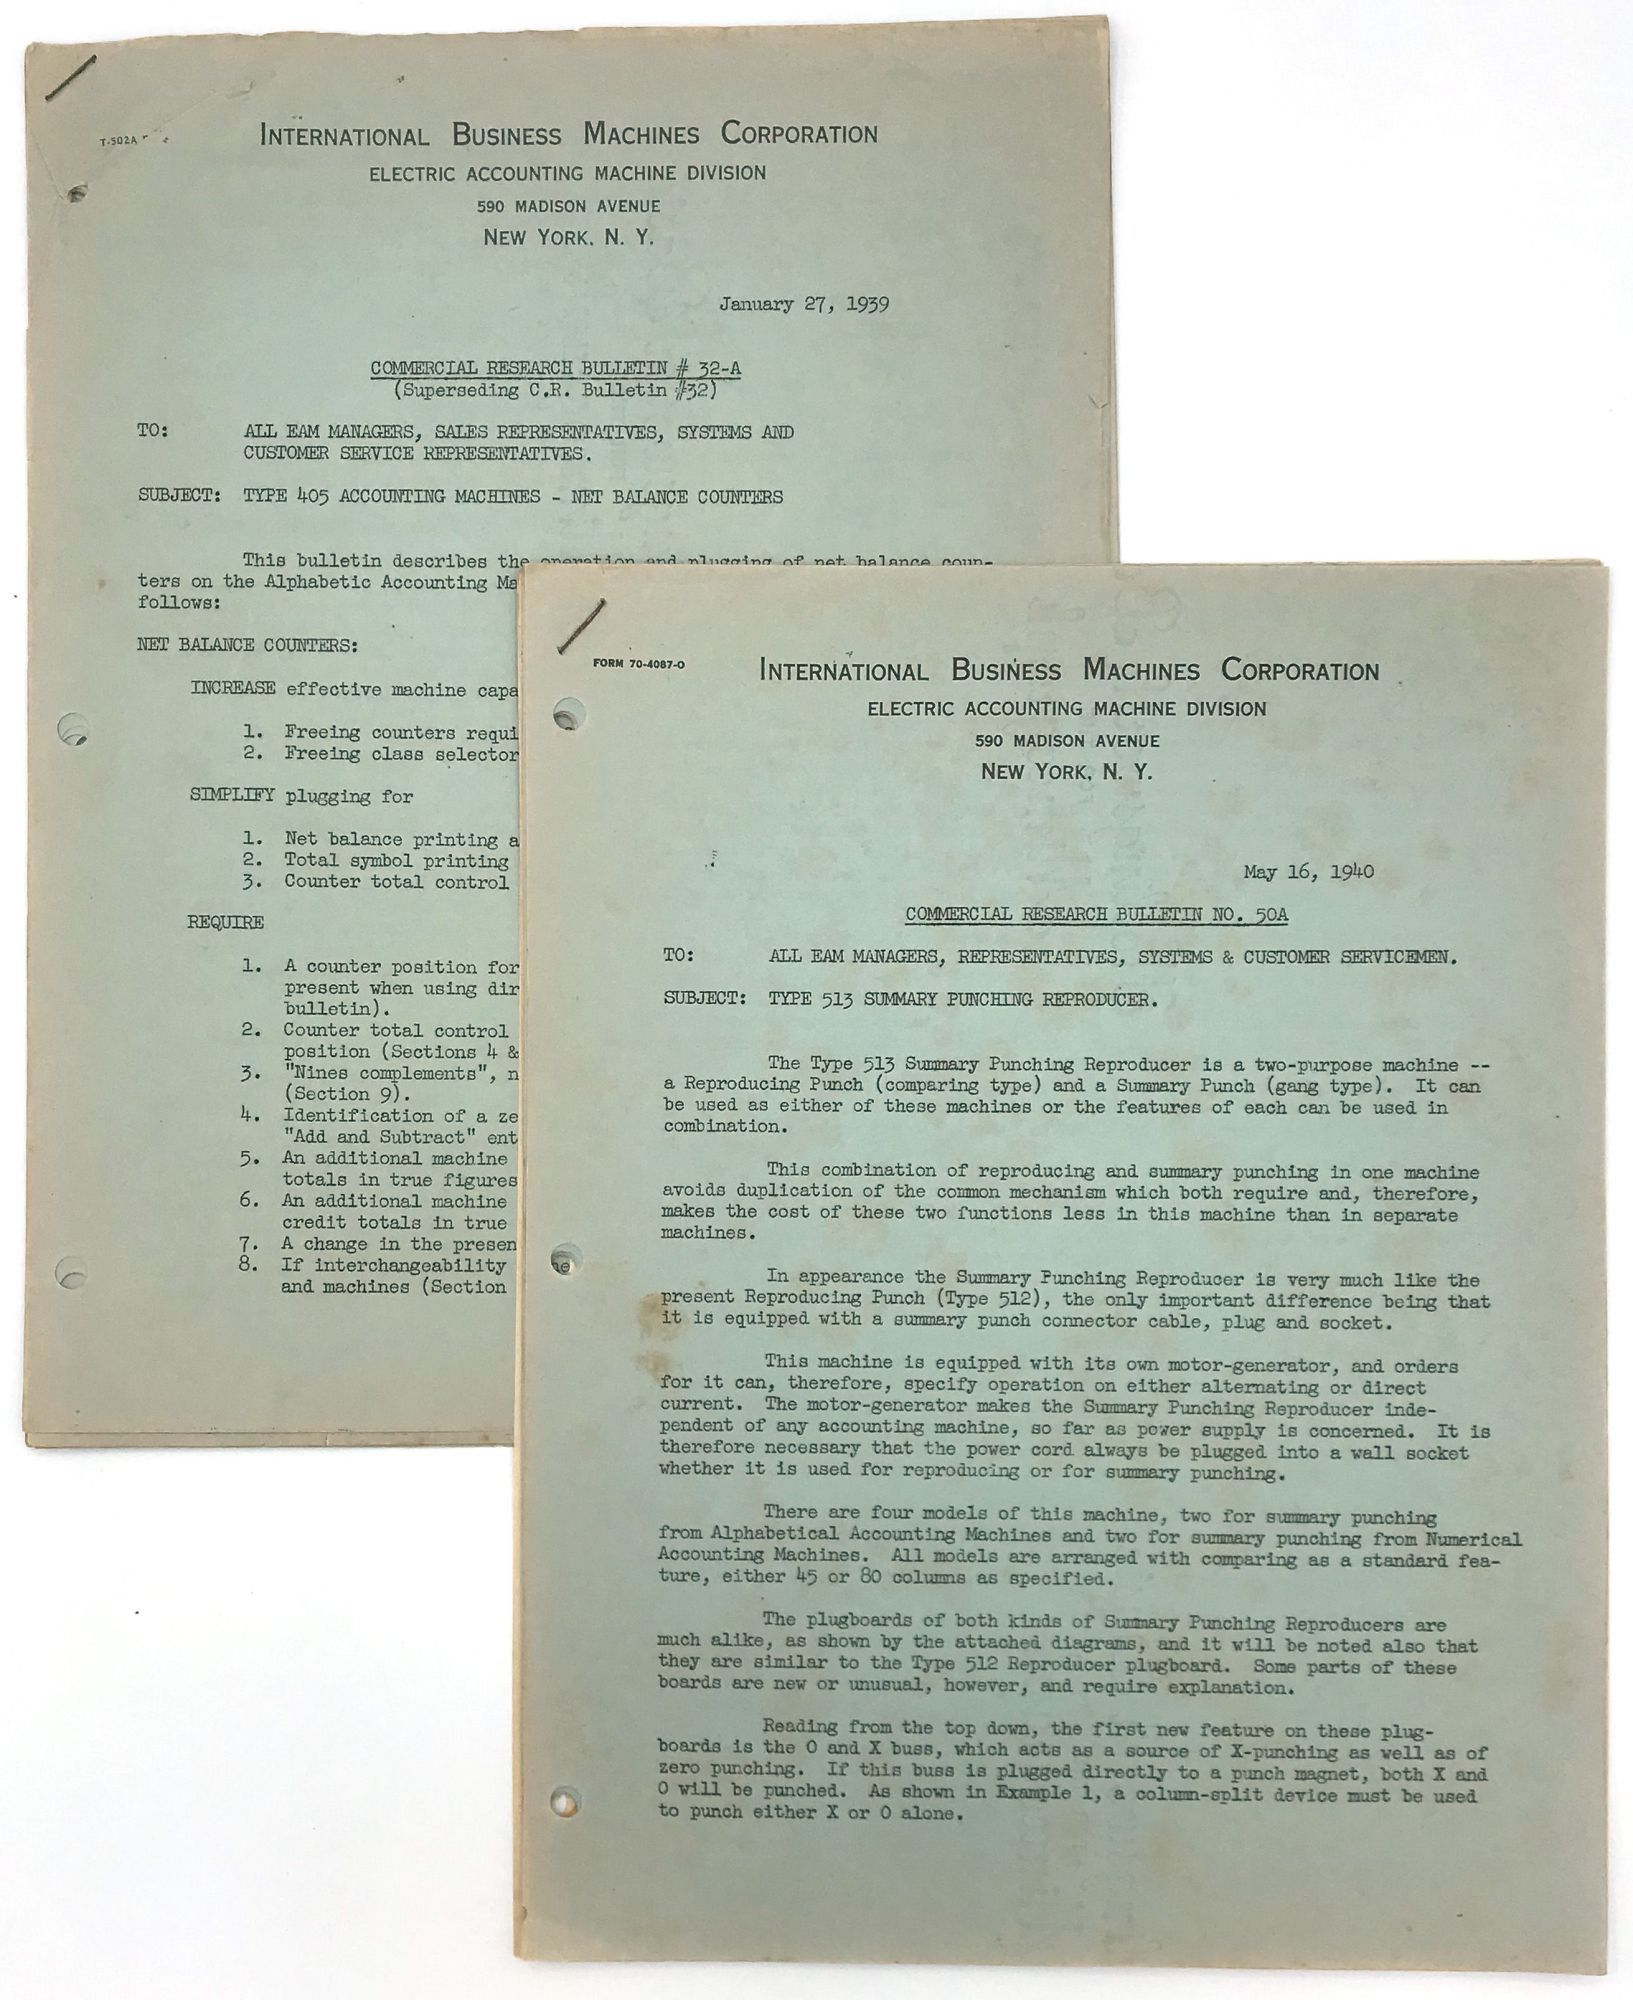 T-502A
INTERNATIONAL BUSINESS MACHINES CORPORATION
ELECTRIC ACCOUNTING MACHINE DIVISION
590 MADISON AVENUE
NEW YORK, N. Y.
January 27, 1939
COMMERCIAL RESEARCH BULLETIN # 32-A
(Superseding C.R. Bulletin #32)
TO: ALL EAM MANAGERS, SALES REPRESENTATIVES, SYSTEMS AND
CUSTOMER SERVICE REPRESENTATIVES.
SUBJECT: TYPE 405 ACCOUNTING MACHINES - NET BALANCE COUNTERS
This bulletin describes the operation and plugging of net balance coun-
ters on the Alphabetic Accounting Ma
follows:
NET BALANCE COUNTERS:
INCREASE effective machine capa
1. Freeing counters requi
2. Freeing class selector
SIMPLIFY plugging for
1. Net balance printing a
2. Total symbol printing
3. Counter total control
REQUIRE
1. A counter position for
present when using dir
bulletin).
2. Counter total control
position (Sections 4 &
3. "Nines complements", n
(Section 9).
4. Identification of a ze
"Add and Subtract" ent
5. An additional machine
totals in true figures
6. An additional machine
credit totals in true
7. A change in the presen
8. If interchangeability
and machines (Section
he
FORM 70-4087-0
INTERNATIONAL BUSINESS MACHINES CORPORATION
ELECTRIC ACCOUNTING MACHINE DIVISION
590 MADISON AVENUE
NEW YORK, N. Y.
May 16, 1940
COMMERCIAL RESEARCH BULLETIN NO. 50A
TO: ALL EAM MANAGERS, REPRESENTATIVES, SYSTEMS & CUSTOMER SERVICEMEN.
SUBJECT: TYPE 513 SUMMARY PUNCHING REPRODUCER.
The Type 513 Summary Punching Reproducer is a two-purpose machine --
a Reproducing Punch (comparing type) and a Summary Punch (gang type). It can
be used as either of these machines or the features of each can be used in
combination.
This combination of reproducing and summary punching in one machine
avoids duplication of the common mechanism which both require and, therefore,
makes the cost of these two functions less in this machine than in separate
machines.
In appearance the Summary Punching Reproducer is very much like the
present Reproducing Punch (Type 512), the only important difference being that
it is equipped with a summary punch connector cable, plug and socket.
This machine is equipped with its own motor-generator, and orders
for it can, therefore, specify operation on either alternating or direct
current. The motor-generator makes the Summary Punching Reproducer inde-
pendent of any accounting machine, so far as power supply is concerned. It is
therefore necessary that the power cord always be plugged into a wall socket
whether it is used for reproducing or for summary punching.
There are four models of this machine, two for summary punching
from Alphabetical Accounting Machines and two for summary punching from Numerical
Accounting Machines. All models are arranged with comparing as a standard fea-
ture, either 45 or 80 columns as specified.
The plugboards of both kinds of Summary Punching Reproducers are
much alike, as shown by the attached diagrams, and it will be noted also that
they are similar to the Type 512 Reproducer plugboard. Some parts of these
boards are new or unusual, however, and require explanation.
Reading from the top down, the first new feature on these plug-
boards is the 0 and X buss, which acts as a source of X-punching as well as of
zero punching. If this buss is plugged directly to a punch magnet, both X and
0 will be punched. As shown in Example 1, a column-split device must be used
to punch either X or 0 alone.